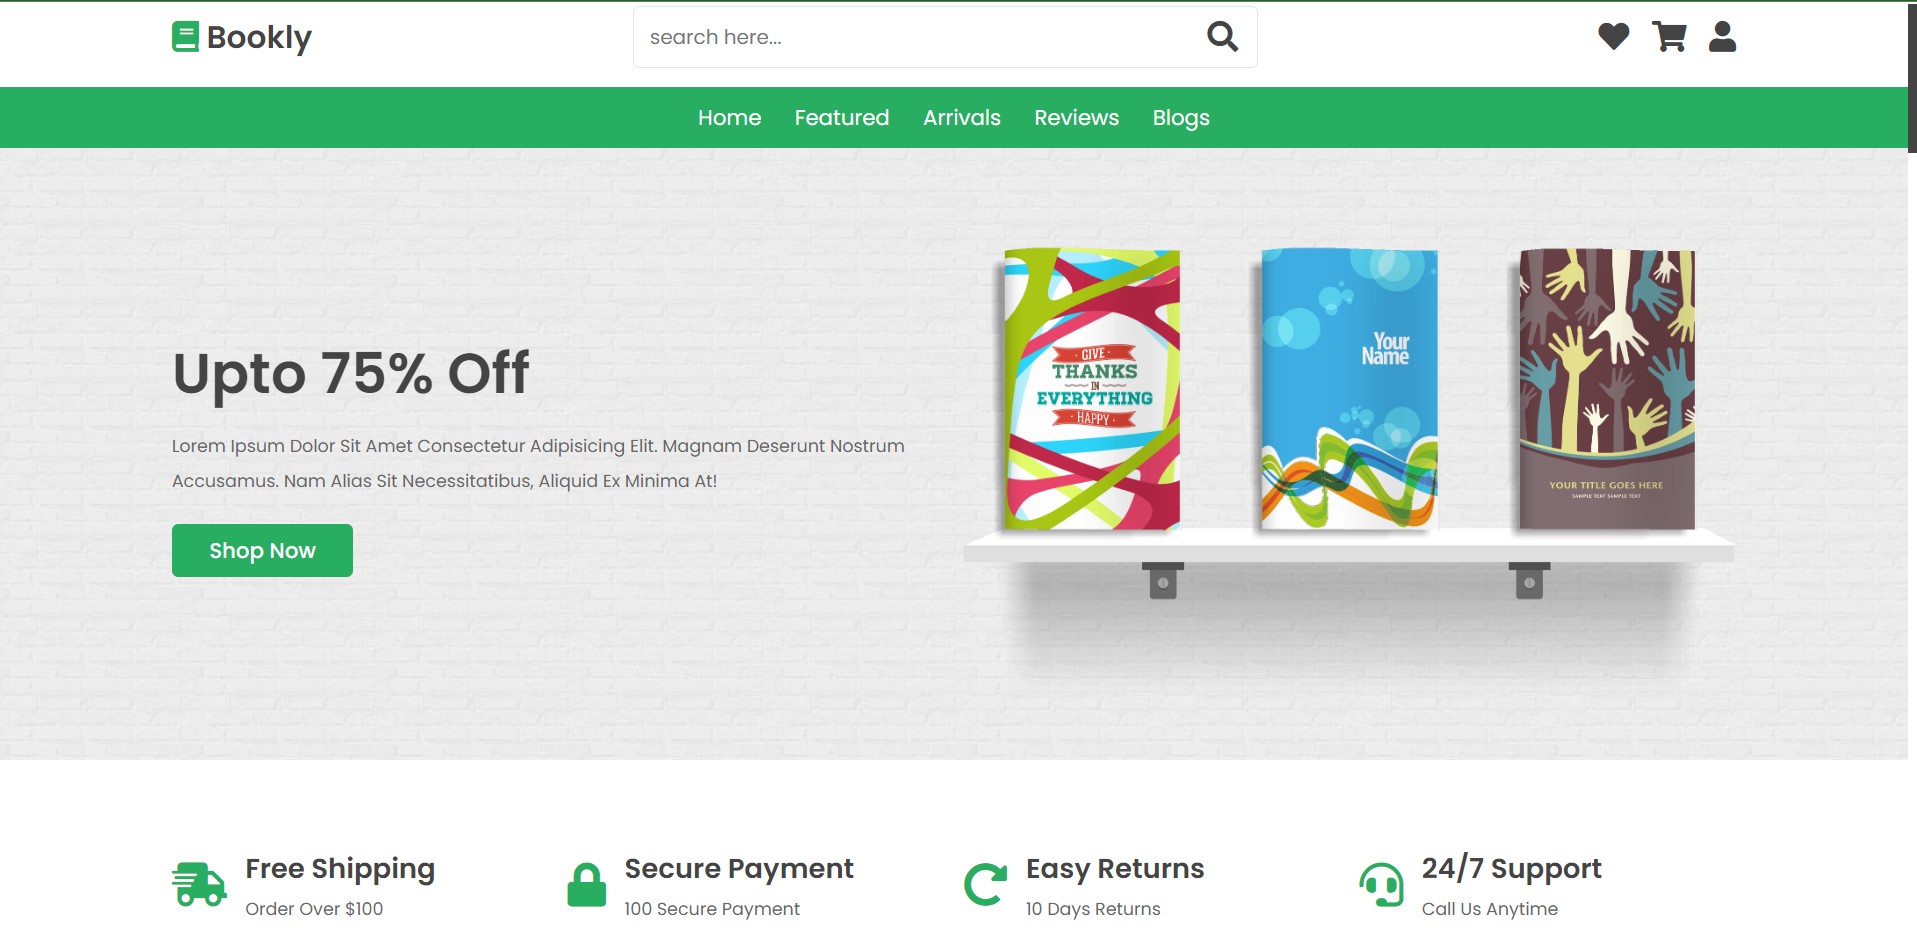 Bookly
search here...
Home Featured Arrivals Reviews Blogs
Upto 75% Off
Lorem Ipsum Dolor Sit Amet Consectetur Adipisicing Elit. Magnam Deserunt Nostrum
Accusamus. Nam Alias Sit Necessitatibus, Aliquid Ex Minima At!
Shop Now
GIVE
THANKS
IN
EVERYTHING
HAPPY
Your
Name
YOUR TITLE GOES HERE
SAMPLE TEXT SAMPLE TEXT
Free Shipping
Order Over $100
Secure Payment
100 Secure Payment
Easy Returns
10 Days Returns
24/7 Support
Call Us Anytime